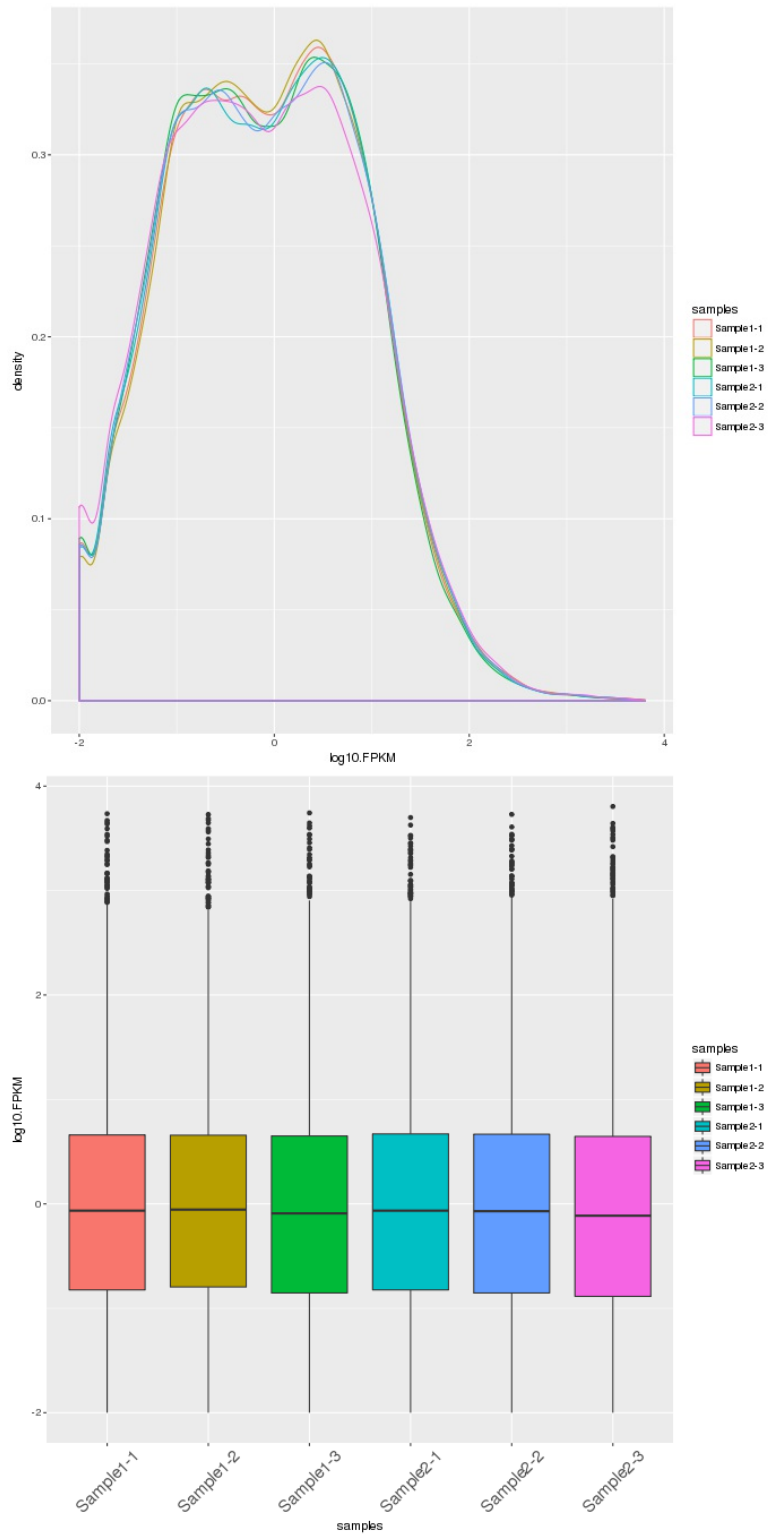 0.3
0.2
0.1
0.0
density
-2 0 2 4
log10.FPKM
samples
Sample1-1
Sample1-2
Sample1-3
Sample2-1
Sample2-2
Sample2-3
4
2
0
-2
log10.FPKM
Sample1-1 Sample1-2 Sample1-3 Sample2-1 Sample2-2 Sample2-3
samples
samples
Sample1-1
Sample1-2
Sample1-3
Sample2-1
Sample2-2
Sample2-3